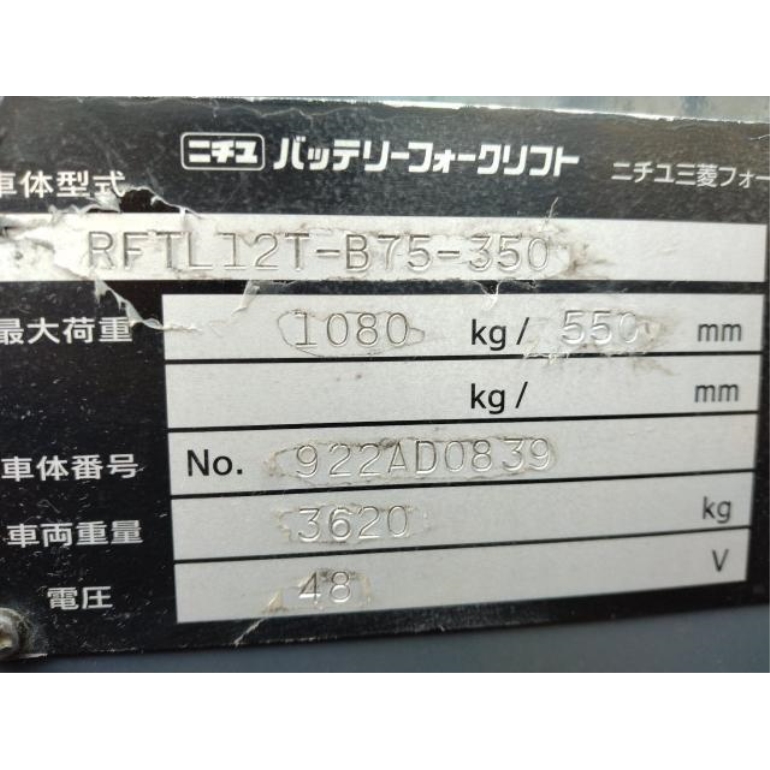 ニチユ バッテリーフォークリフト ニチユ三菱フォー
車体型式
RFTL12T-B75-350
最大荷重 1080 kg/ 550 mm
kg/ mm
車体番号 No. 922AD0839
車両重量 3620 kg
電圧 48 V